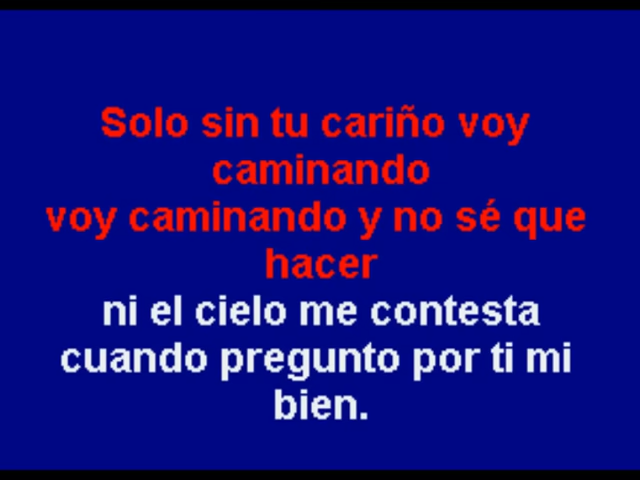 Solo sin tu cariño voy
caminando
voy caminando y no sé que
hacer
ni el cielo me contesta
cuando pregunto por ti mi
bien.